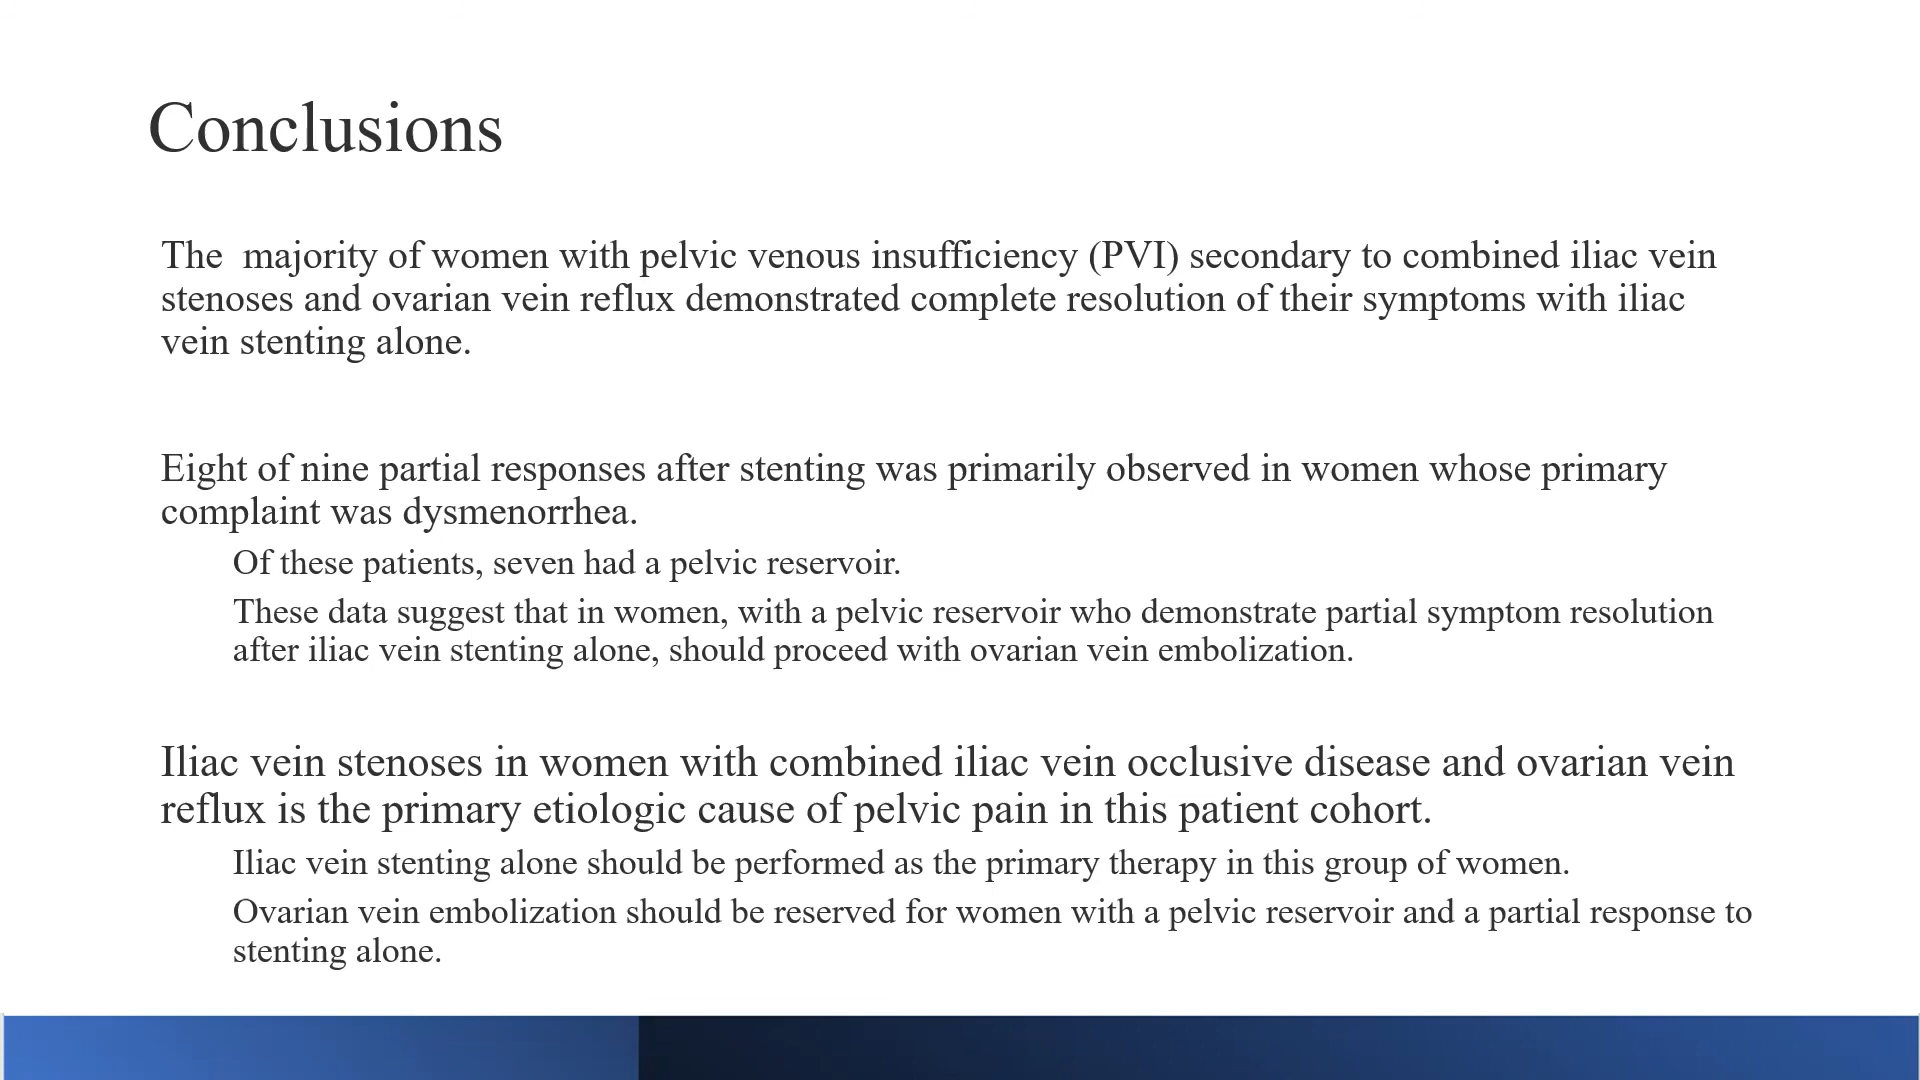 Conclusions
The  majority of women with pelvic venous insufficiency (PVI) secondary to combined iliac vein
stenoses and ovarian vein reflux demonstrated complete resolution of their symptoms with iliac
vein stenting alone.
Eight of nine partial responses after stenting was primarily observed in women whose primary
complaint was dysmenorrhea.
Of these patients, seven had a pelvic reservoir.
These data suggest that in women, with a pelvic reservoir who demonstrate partial symptom resolution
after iliac vein stenting alone, should proceed with ovarian vein embolization.
Iliac vein stenoses in women with combined iliac vein occlusive disease and ovarian vein
reflux is the primary etiologic cause of pelvic pain in this patient cohort.
Iliac vein stenting alone should be performed as the primary therapy in this group of women.
Ovarian vein embolization should be reserved for women with a pelvic reservoir and a partial response to
stenting alone.